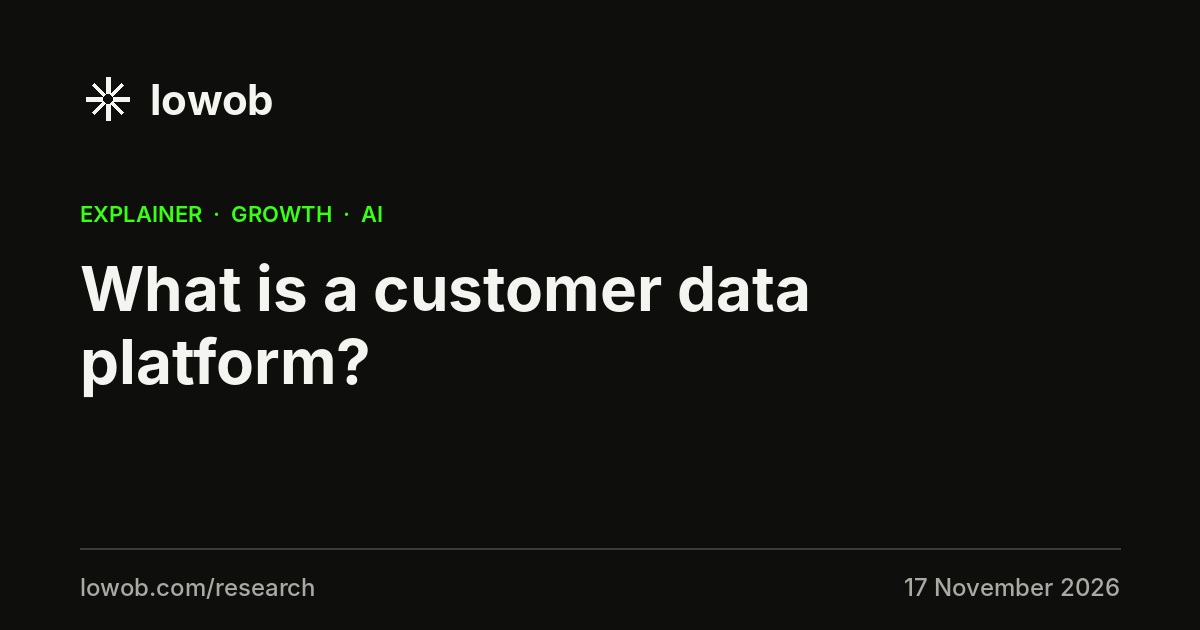 lowob
EXPLAINER · GROWTH · AI
What is a customer data
platform?
lowob.com/research
17 November 2026